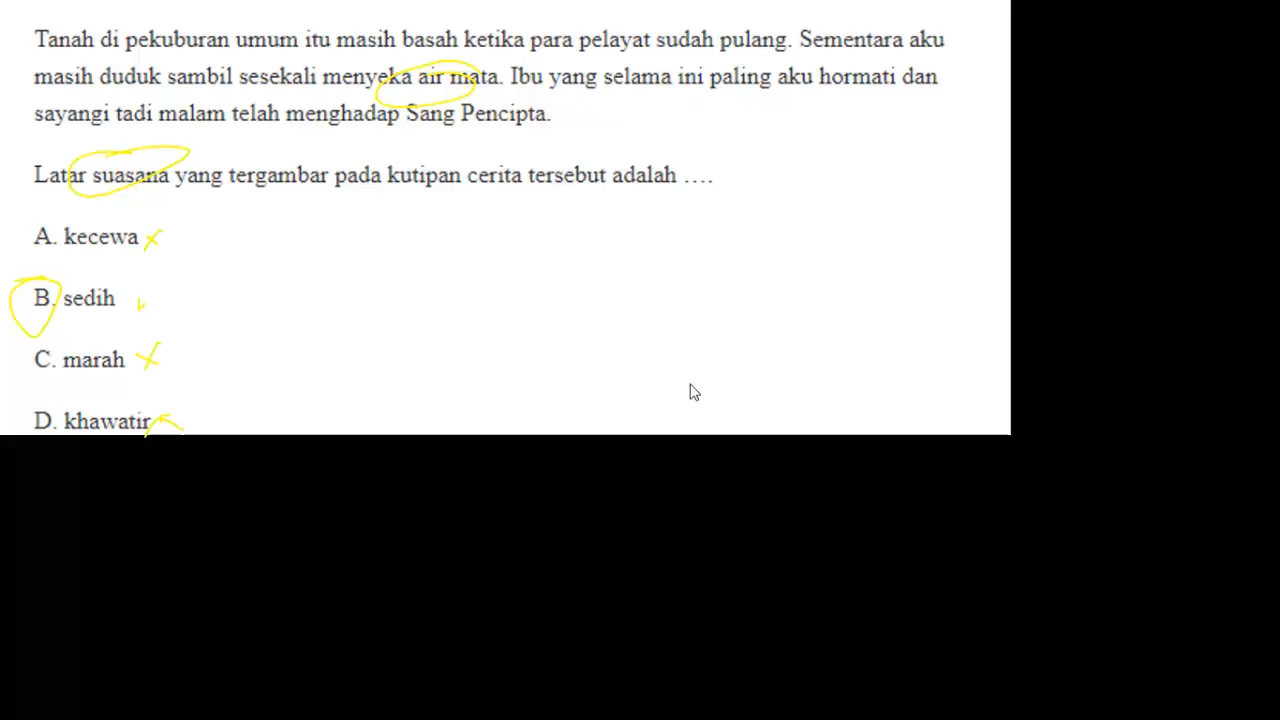 Tanah di pekuburan umum itu masih basah ketika para pelayat sudah pulang. Sementara aku
masih duduk sambil sesekali menyeka air mata. Ibu yang selama ini paling aku hormati dan
sayangi tadi malam telah menghadap Sang Pencipta.
Latar suasana yang tergambar pada kutipan cerita tersebut adalah ….
A. kecewa
B. sedih
C. marah
D. khawatir